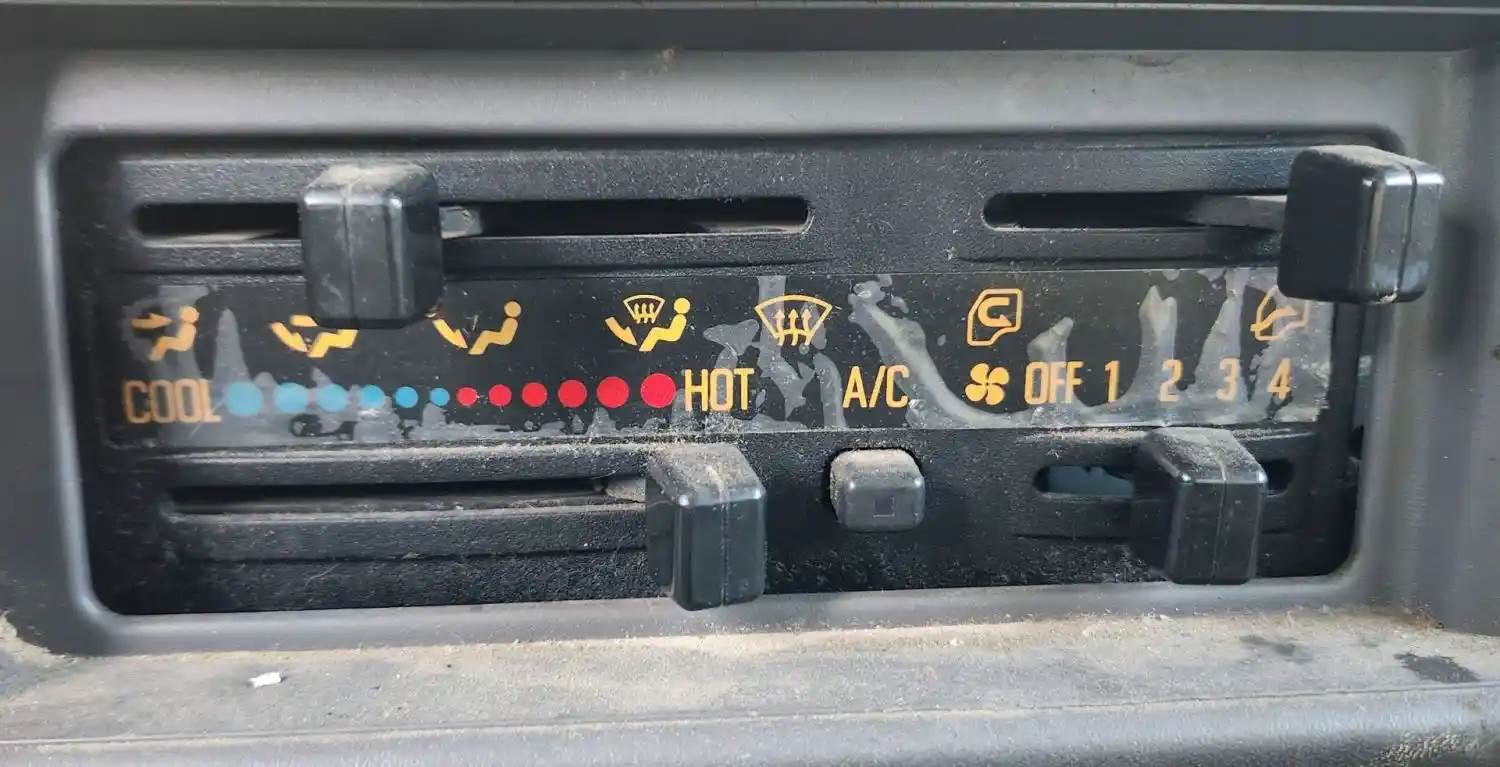 COOL HOT A/C OFF 1 2 3 4